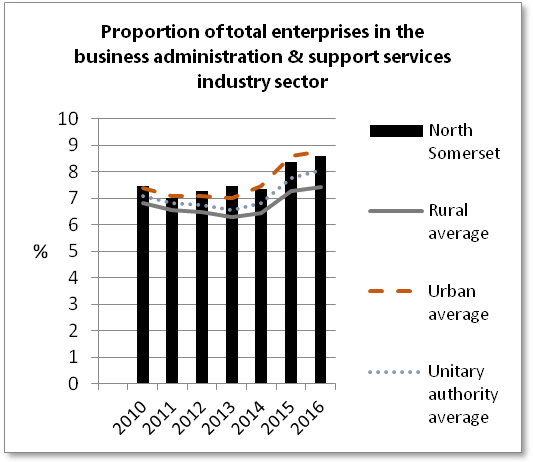 Proportion of total enterprises in the
business administration & support services
industry sector
10
9
8
7
6
5
4
3
2
1
0
%
2010
2011
2012
2013
2014
2015
2016
North
Somerset
Rural
average
Urban
average
Unitary
authority
average